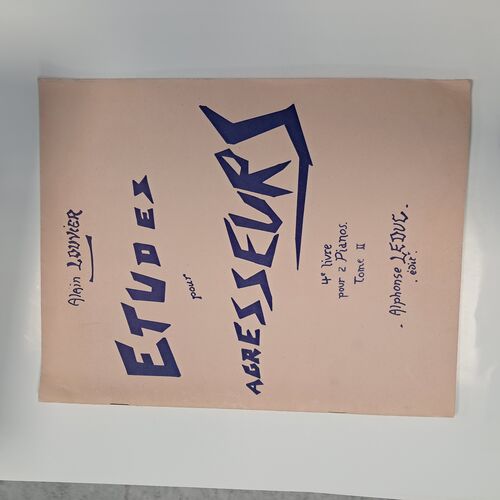 Alain LOUVIER
ETUDES
pour
AGRESSEURS
4e livre
pour 2 Pianos.
Tome II
- Alphonse LEDUC -
. édit .